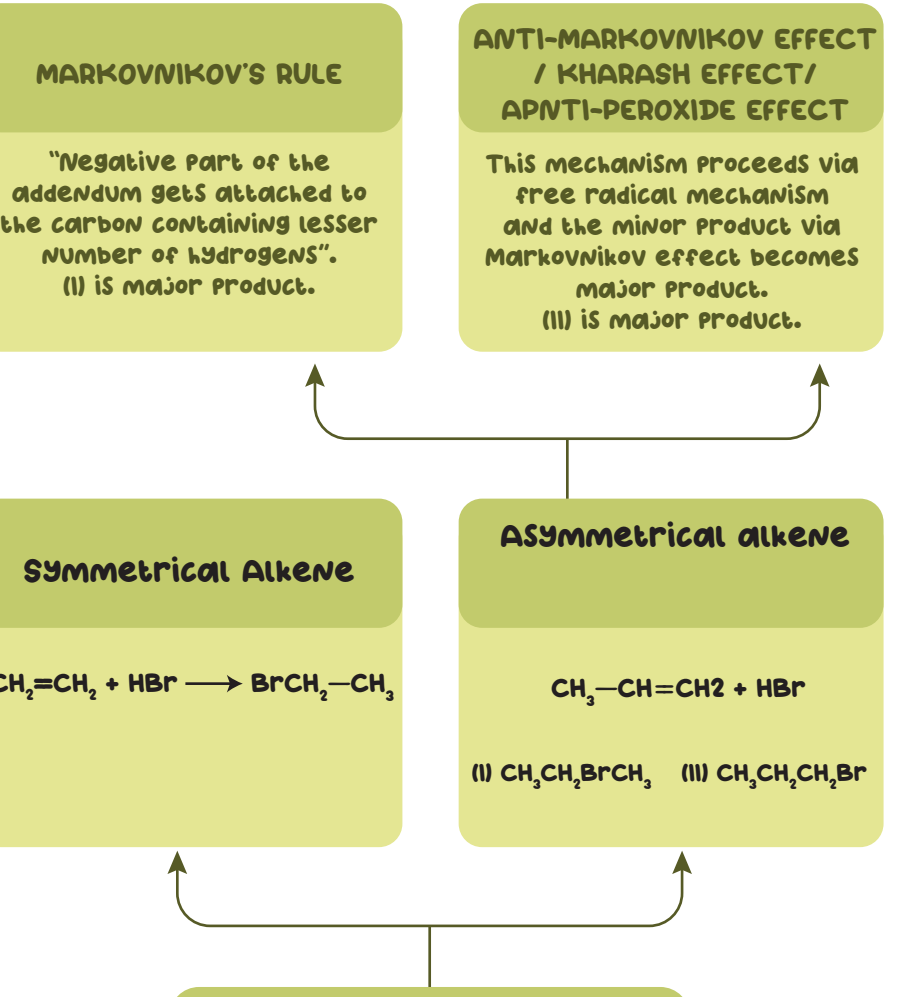 MARKOVNIKOV'S RULE
"Negative Part of the
addendum gets attached to
the carbon containing lesser
number of hydrogens".
(I) is major Product.
ANTI-MARKOVNIKOV EFFECT
/ KHARASH EFFECT/
APNTI-PEROXIDE EFFECT
This mechanism Proceeds via
free radical mechanism
and the minor Product via
Markovnikov effect becomes
major Product.
(II) is major Product.
Symmetrical Alkene
CH₂=CH₂ + HBr ⟶ BrCH₂—CH₃
Asymmetrical alkene
CH₃—CH=CH2 + HBr
(I) CH₃CH₂BrCH₃ (II) CH₃CH₂CH₂Br